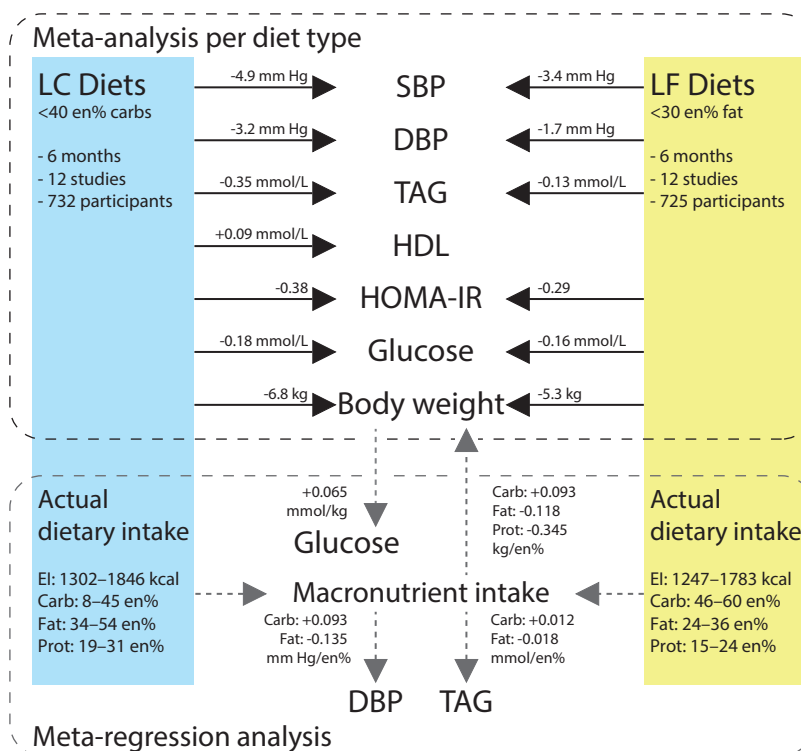 Meta-analysis per diet type
LC Diets
<40 en% carbs
- 6 months
- 12 studies
- 732 participants
LF Diets
<30 en% fat
- 6 months
- 12 studies
- 725 participants
-4.9 mm Hg
SBP
-3.4 mm Hg
-3.2 mm Hg
DBP
-1.7 mm Hg
-0.35 mmol/L
TAG
-0.13 mmol/L
+0.09 mmol/L
HDL
-0.38
HOMA-IR
-0.29
-0.18 mmol/L
Glucose
-0.16 mmol/L
-6.8 kg
Body weight
-5.3 kg
Actual
dietary intake
EI: 1302–1846 kcal
Carb: 8–45 en%
Fat: 34–54 en%
Prot: 19–31 en%
+0.065
mmol/kg
Glucose
Carb: +0.093
Fat: -0.118
Prot: -0.345
kg/en%
Macronutrient intake
Carb: +0.093
Fat: -0.135
mm Hg/en%
Carb: +0.012
Fat: -0.018
mmol/en%
DBP
TAG
Actual
dietary intake
EI: 1247–1783 kcal
Carb: 46–60 en%
Fat: 24–36 en%
Prot: 15–24 en%
Meta-regression analysis